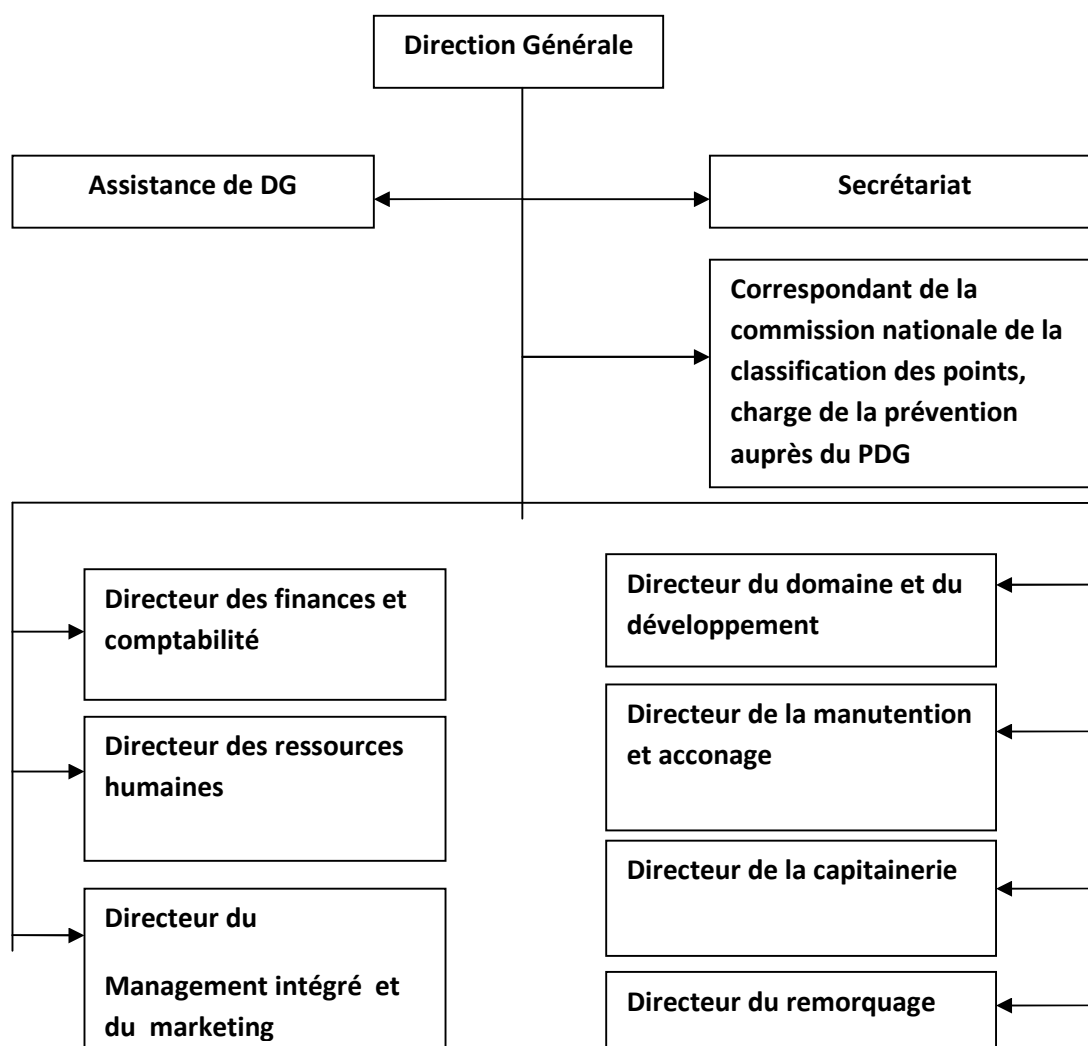 Direction Générale
Assistance de DG
Secrétariat
Correspondant de la
commission nationale de la
classification des points,
charge de la prévention
auprès du PDG
Directeur des finances et
comptabilité
Directeur des ressources
humaines
Directeur du
Management intégré et
du marketing
Directeur du domaine et du
développement
Directeur de la manutention
et acconage
Directeur de la capitainerie
Directeur du remorquage